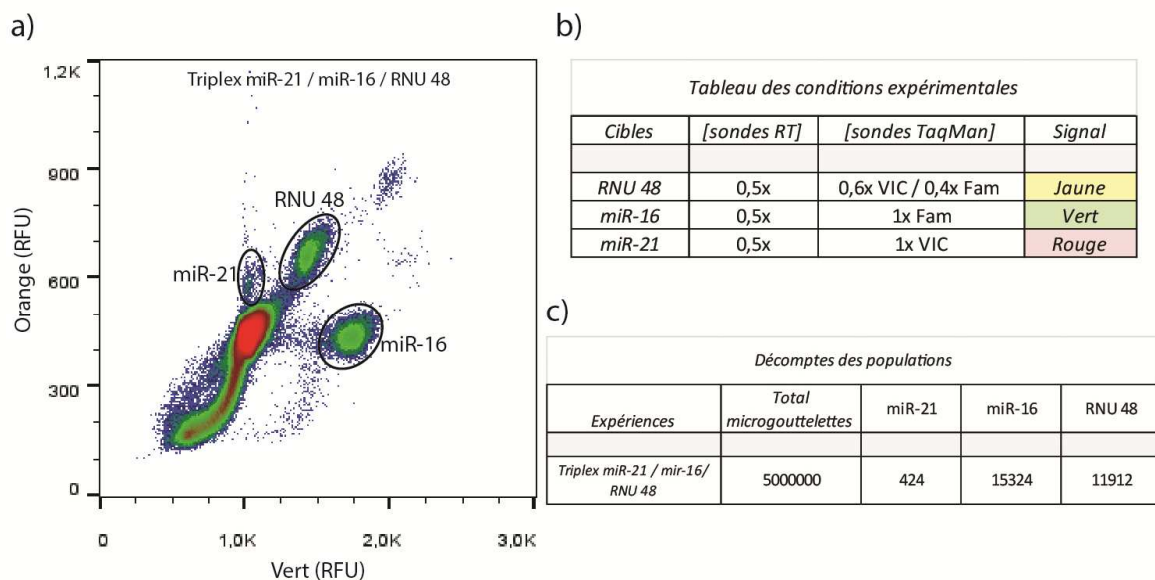 a)
Triplex miR-21 / miR-16 / RNU 48
1,2K
900
600
300
0
Orange (RFU)
RNU 48
miR-21
miR-16
0
1,0K
2,0K
3,0K
Vert (RFU)
b)
Tableau des conditions expérimentales
Cibles [sondes RT] [sondes TaqMan] Signal
RNU 48 0,5x 0,6x VIC / 0,4x Fam Jaune
miR-16 0,5x 1x Fam Vert
miR-21 0,5x 1x VIC Rouge
c)
Décomptes des populations
Expériences Total microgouttelettes miR-21 miR-16 RNU 48
Triplex miR-21 / mir-16/ RNU 48 5000000 424 15324 11912